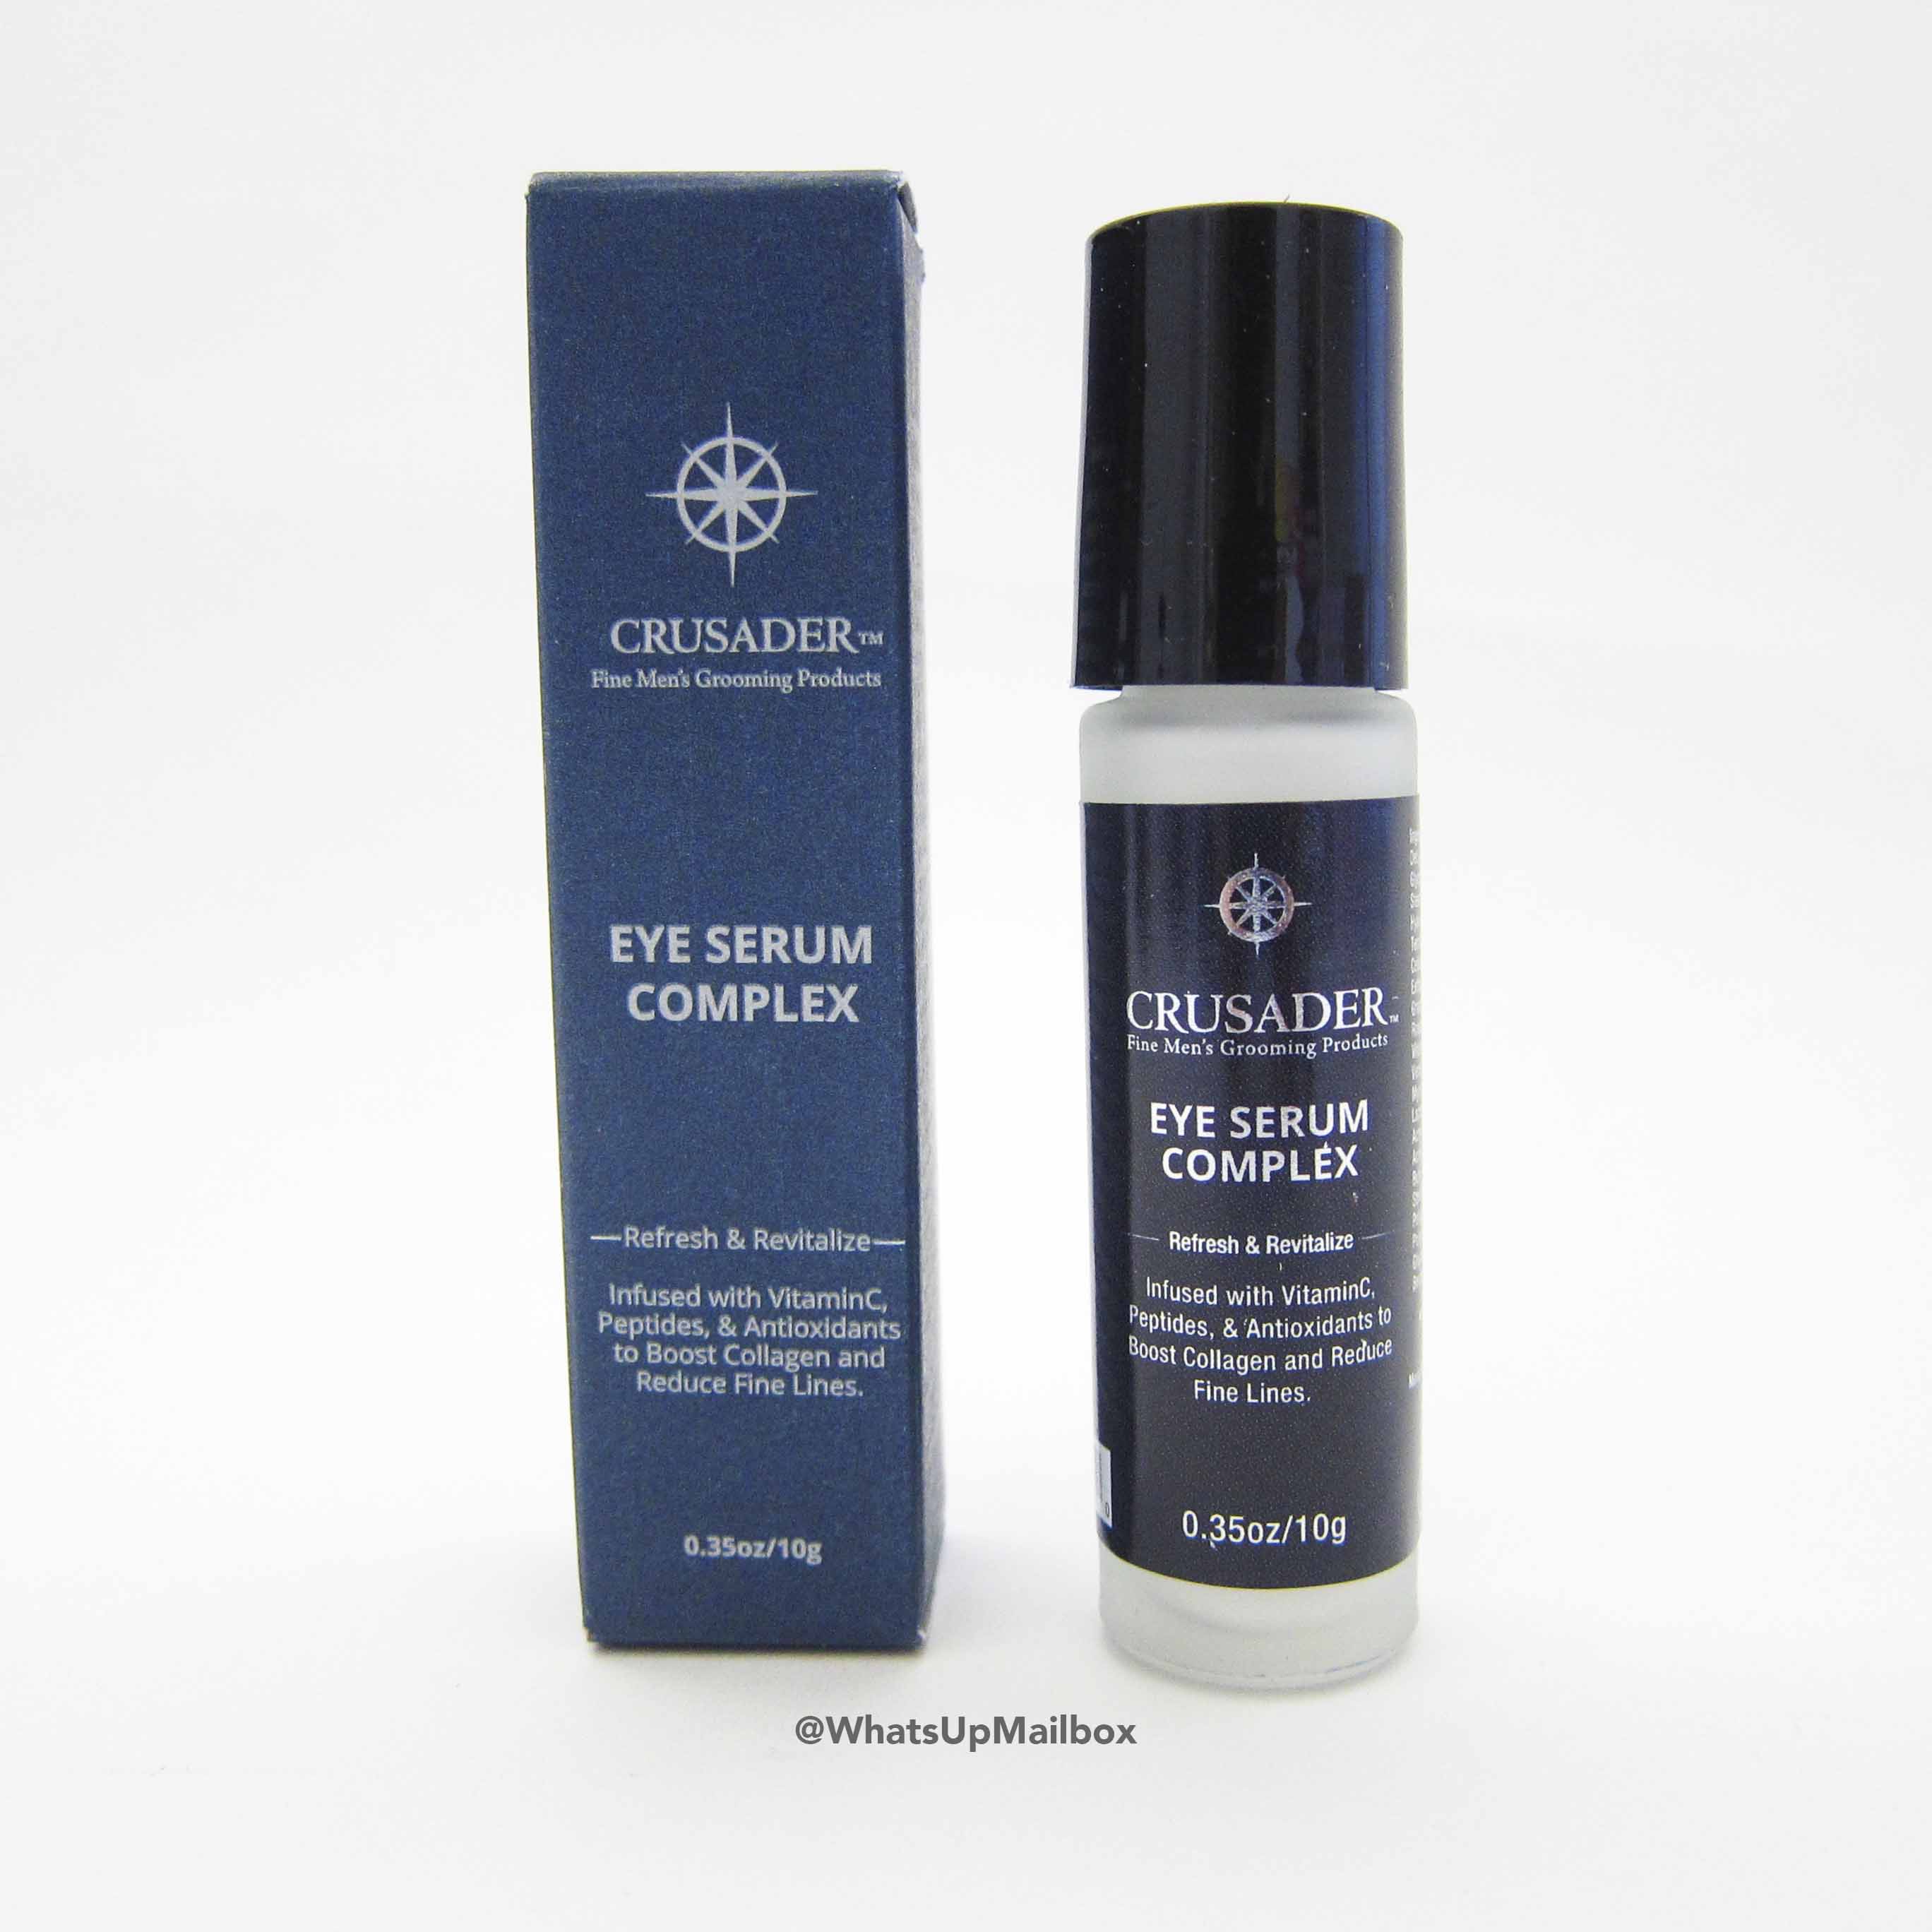 CRUSADER™
Fine Men's Grooming Products
EYE SERUM
COMPLEX
—Refresh & Revitalize—
Infused with VitaminC,
Peptides, & Antioxidants
to Boost Collagen and
Reduce Fine Lines.
0.35oz/10g
CRUSADER™
Fine Men's Grooming Products
EYE SERUM
COMPLEX
Refresh & Revitalize
Infused with VitaminC,
Peptides, & Antioxidants to
Boost Collagen and Reduce
Fine Lines.
0.35oz/10g
@WhatsUpMailbox